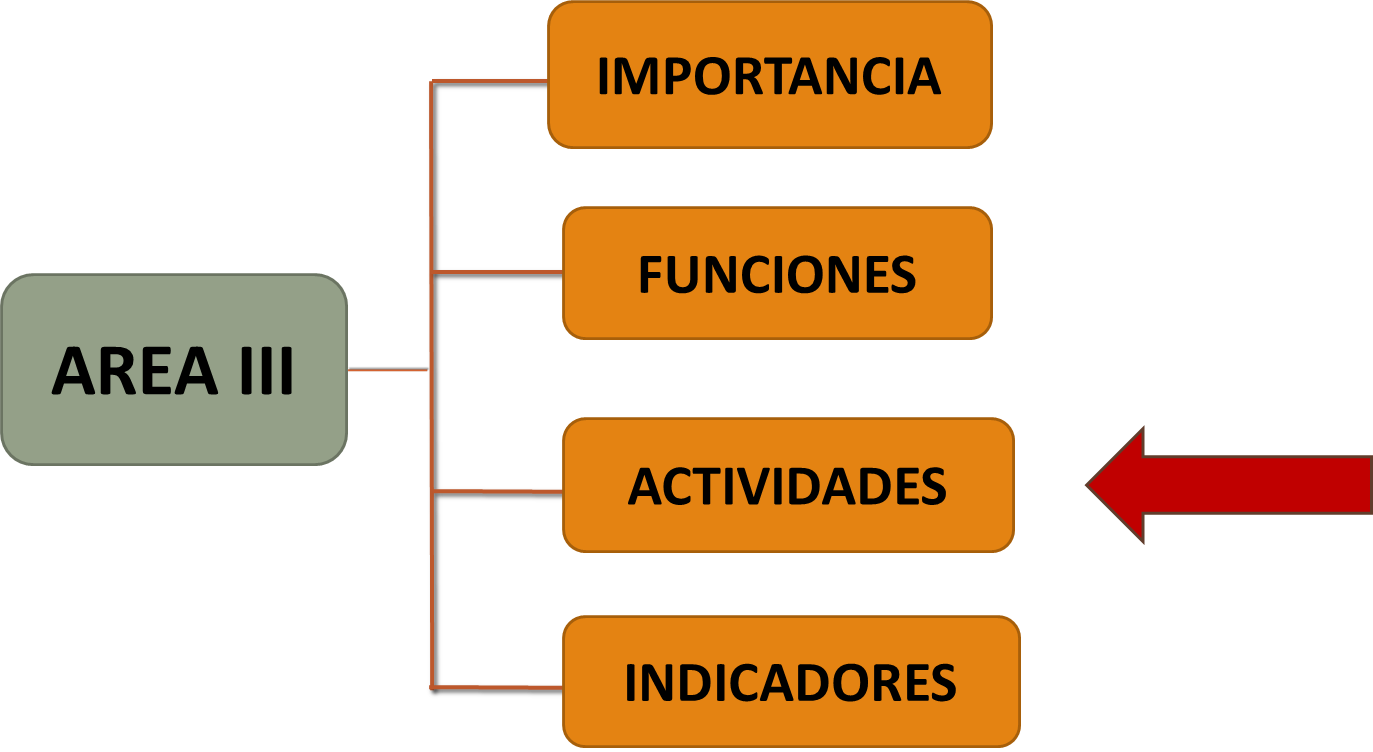 IMPORTANCIA
FUNCIONES
AREA III
ACTIVIDADES
INDICADORES